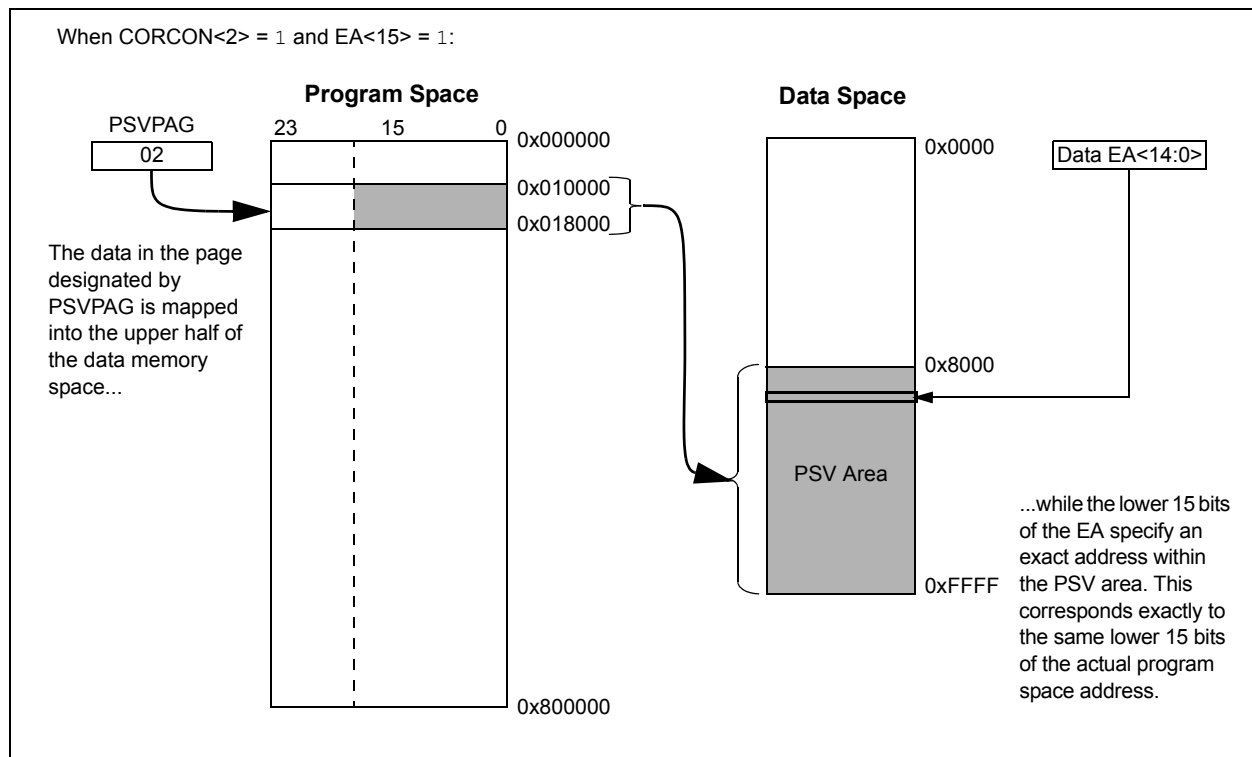 When CORCON<2> = 1 and EA<15> = 1:
Program Space
Data Space
PSVPAG
02
23 15 0
0x000000
0x010000
0x018000
0x800000
The data in the page
designated by
PSVPAG is mapped
into the upper half of
the data memory
space...
0x0000
0x8000
0xFFFF
PSV Area
Data EA<14:0>
...while the lower 15 bits
of the EA specify an
exact address within
the PSV area. This
corresponds exactly to
the same lower 15 bits
of the actual program
space address.